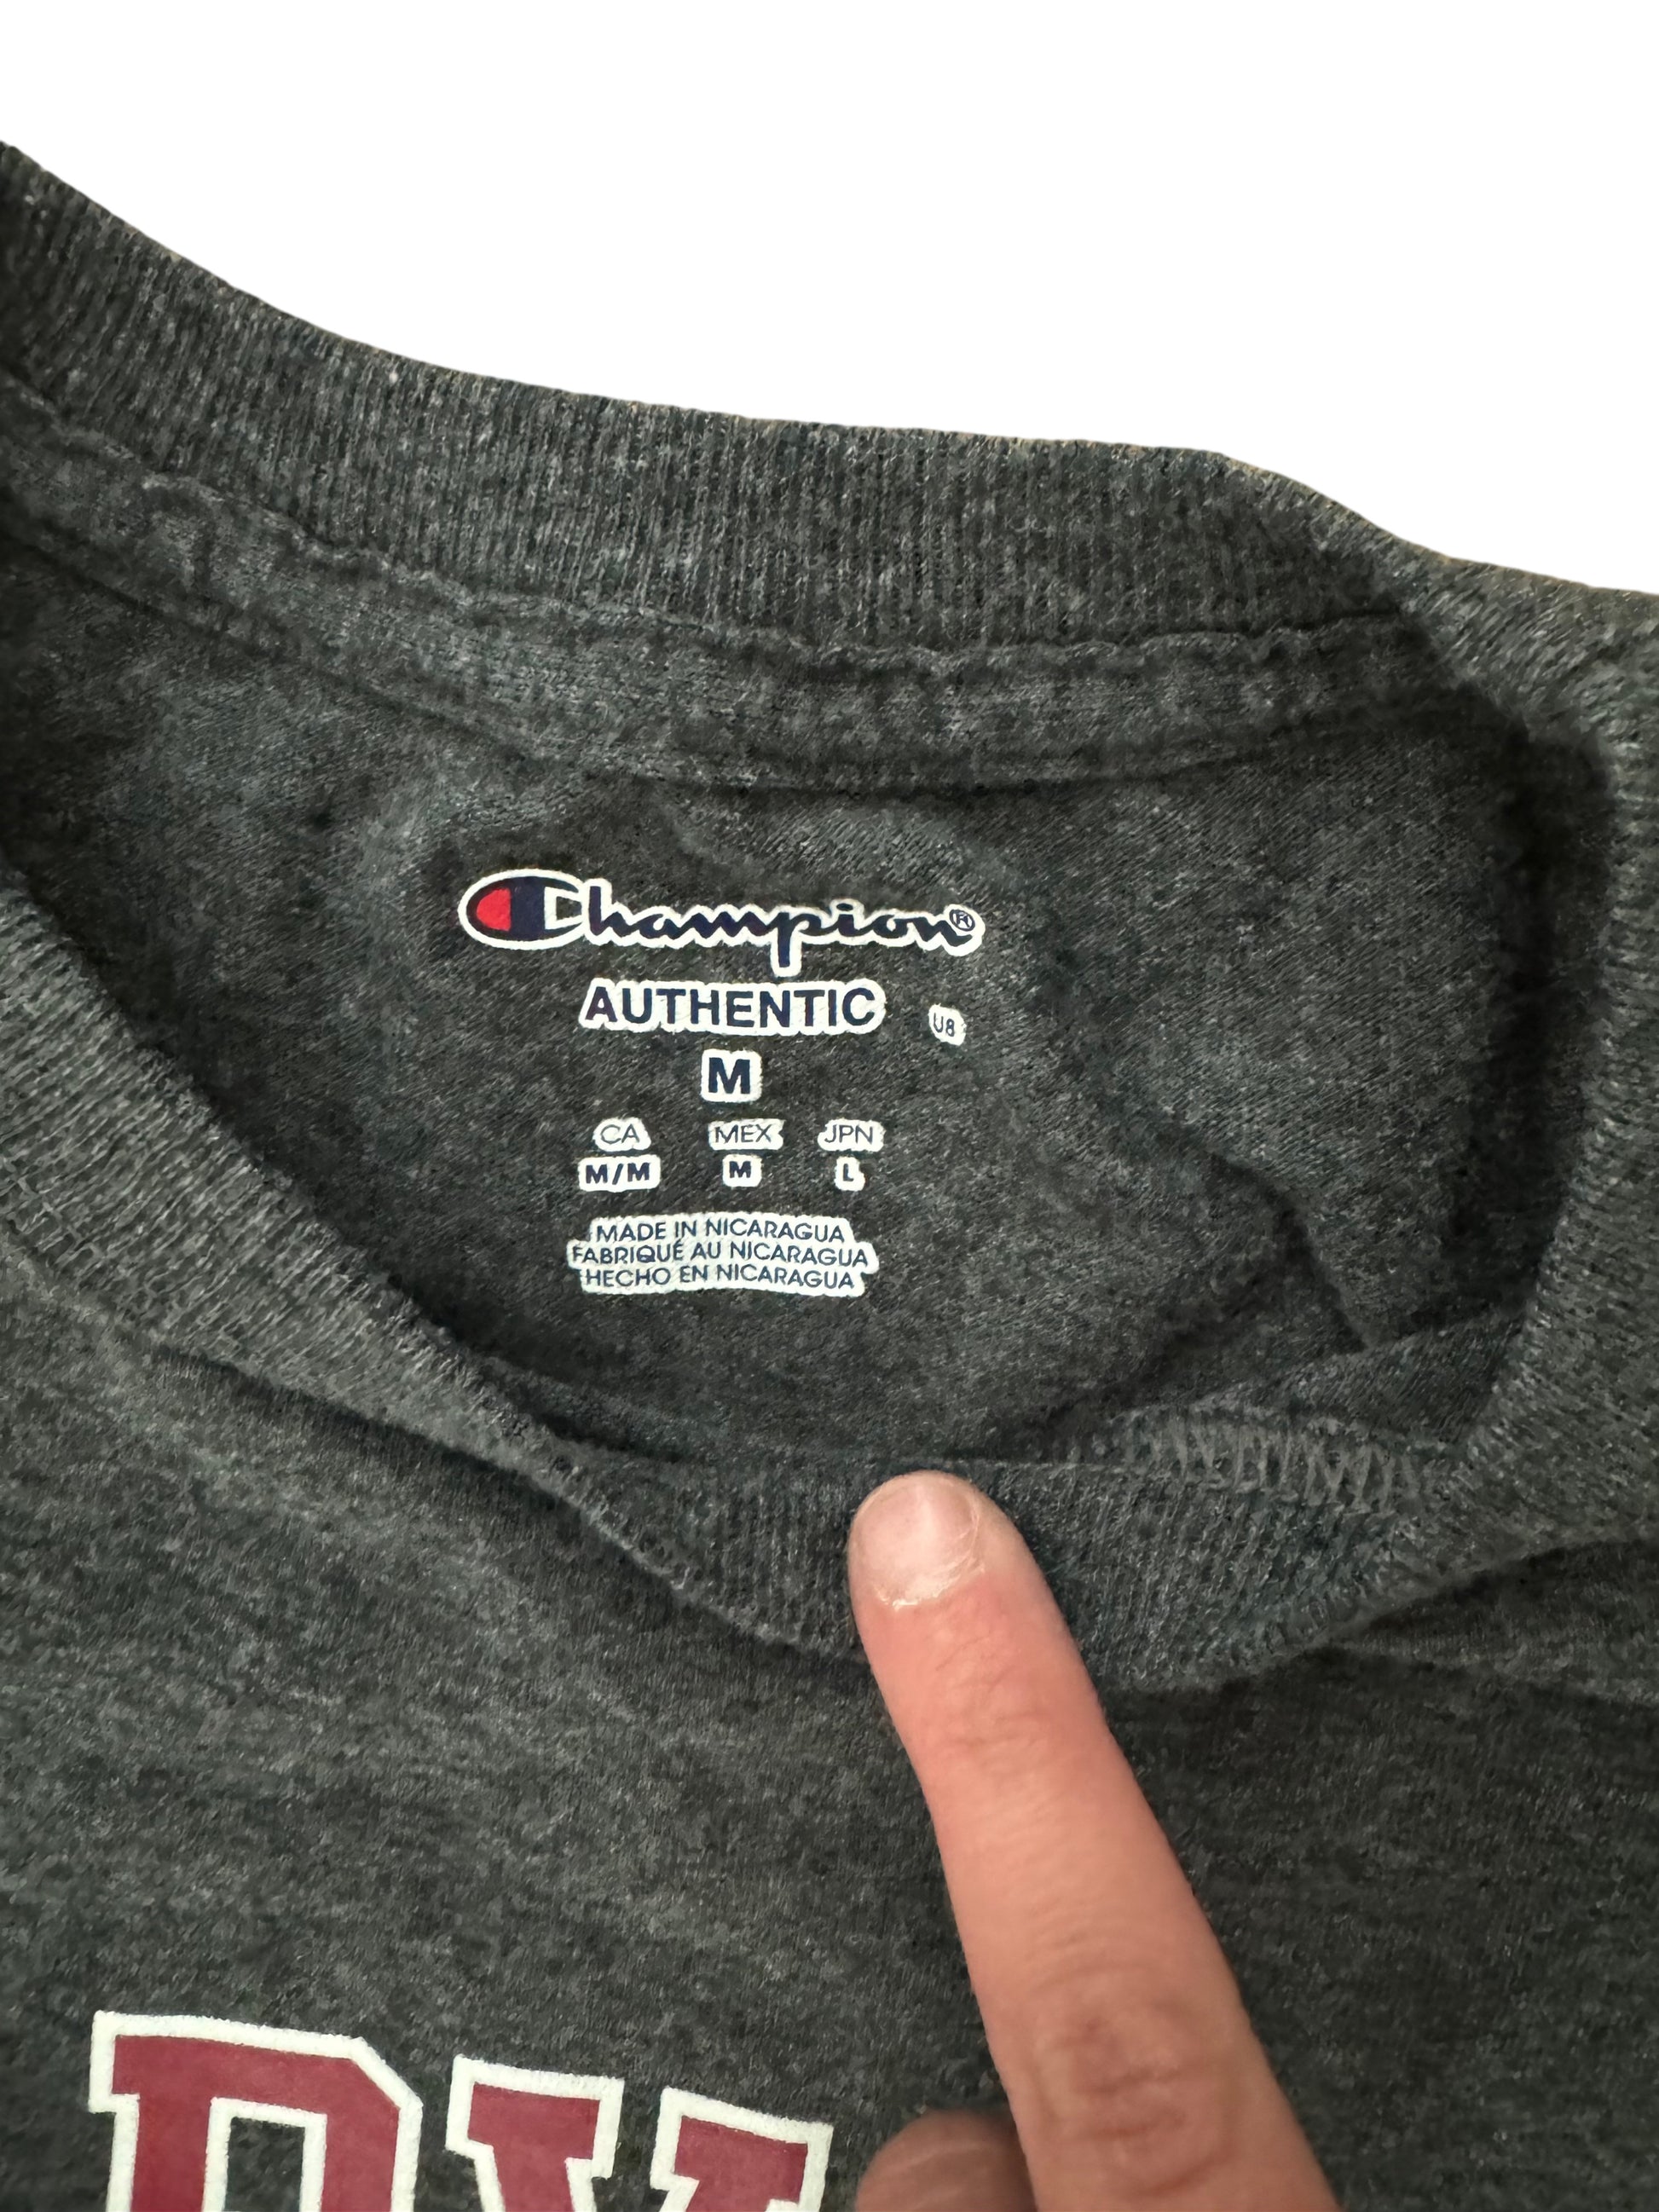 Champion®
AUTHENTIC
U8
M
CA MEX JPN
M/M M L
MADE IN NICARAGUA
FABRIQUÉ AU NICARAGUA
HECHO EN NICARAGUA